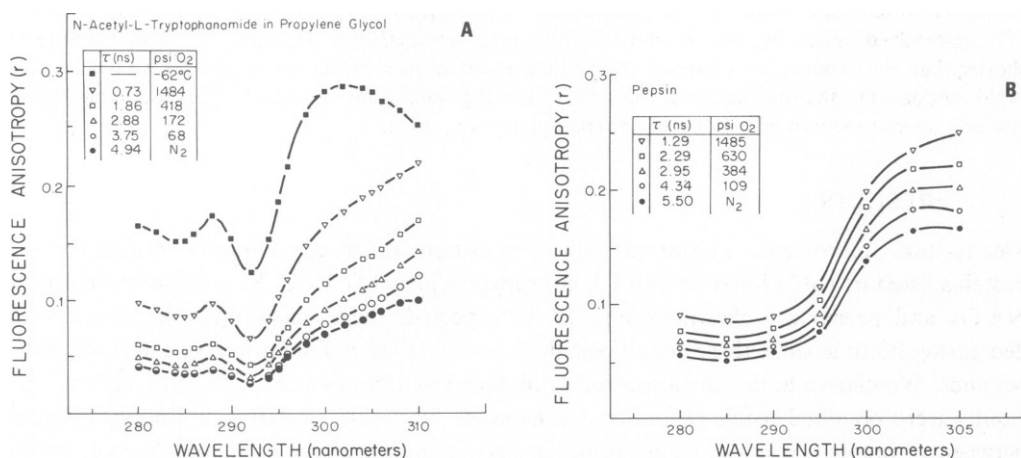 N-Acetyl-L-Tryptophanamide in Propylene Glycol
A
τ (ns) psi O2
— -62°C
0.73 1484
1.86 418
2.88 172
3.75 68
4.94 N2
FLUORESCENCE ANISOTROPY (r)
0.3
0.2
0.1
280 290 300 310
WAVELENGTH (nanometers)
B
Pepsin
τ (ns) psi O2
1.29 1485
2.29 630
2.95 384
4.34 109
5.50 N2
FLUORESCENCE ANISOTROPY (r)
0.3
0.2
0.1
280 290 300 305
WAVELENGTH (nanometers)